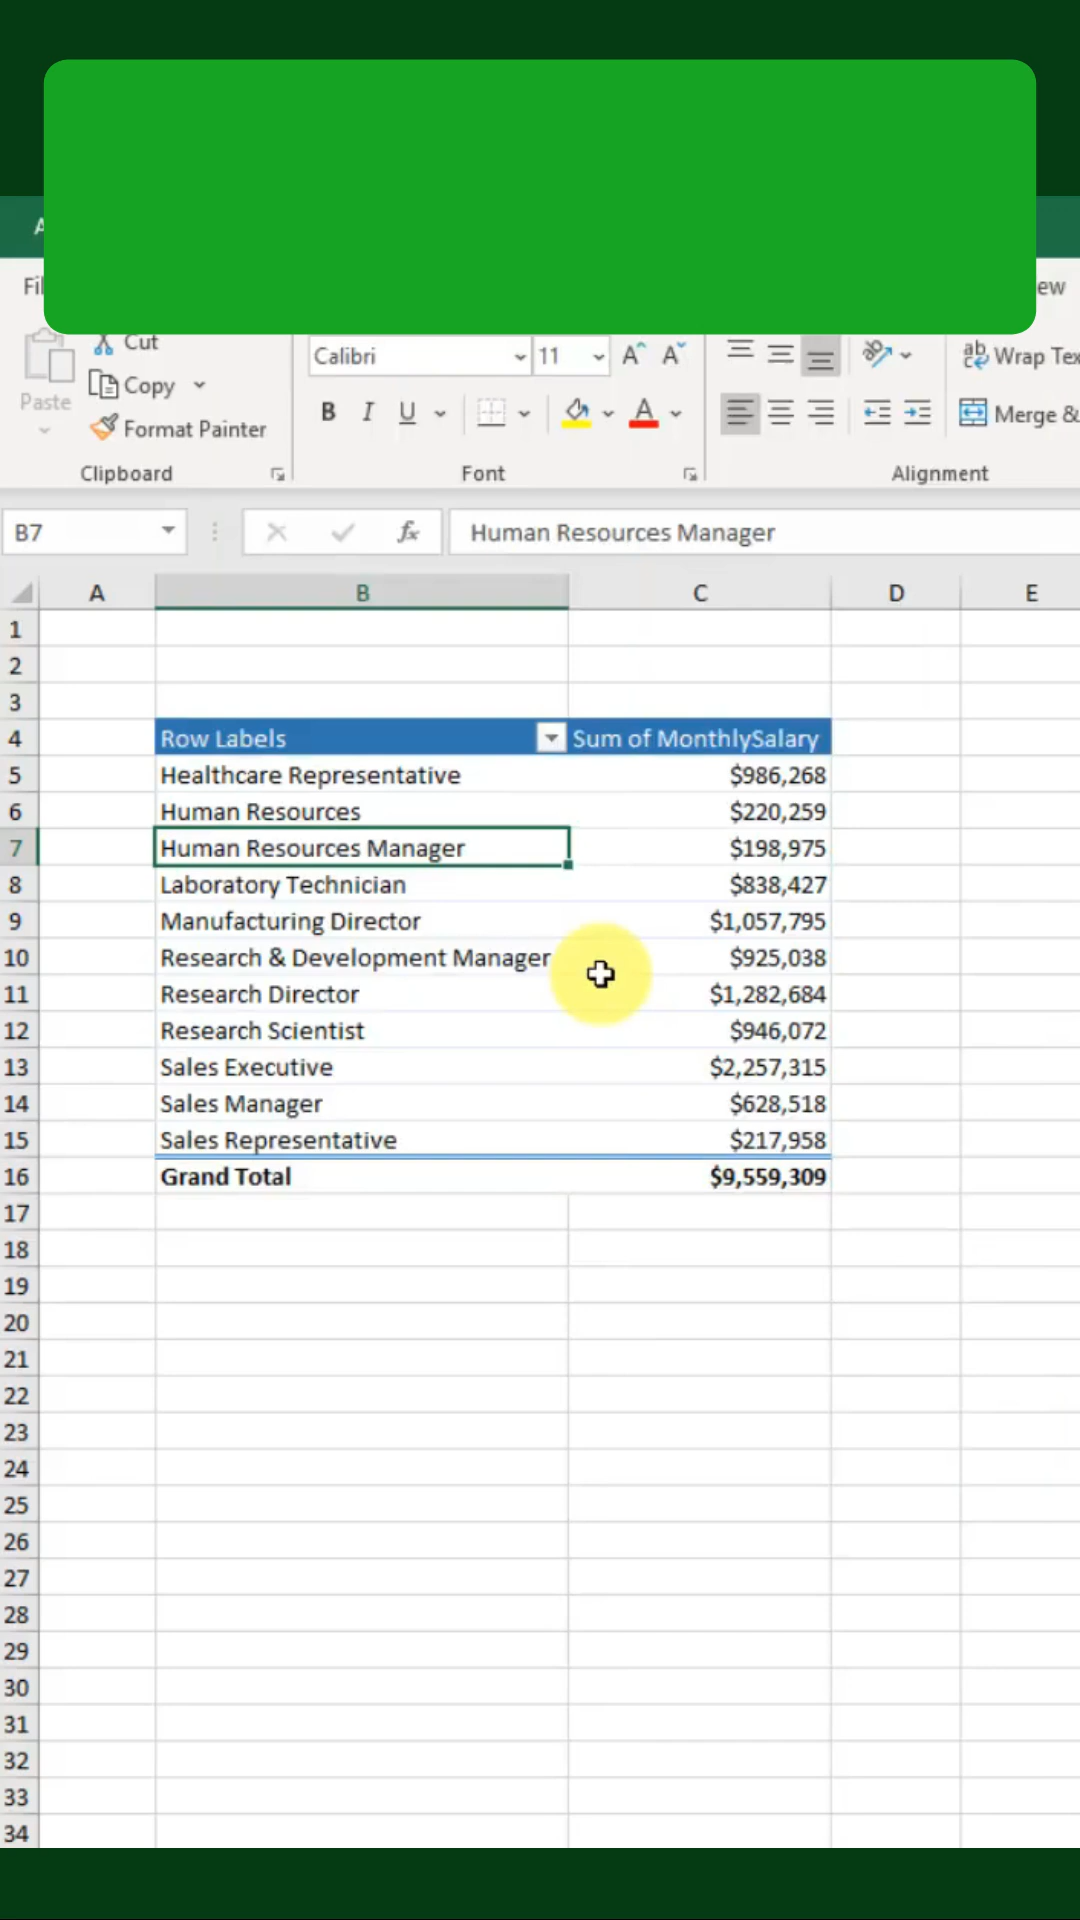 A
Fil
ew
Cut
Copy
Paste
Format Painter
Clipboard
Calibri
11
A A
B I U
A
Font
ab
ab
Wrap Tex
Merge &
Alignment
B7
fx
Human Resources Manager
A B C D E
1
2
3
4 Row Labels Sum of MonthlySalary
5 Healthcare Representative $986,268
6 Human Resources $220,259
7 Human Resources Manager $198,975
8 Laboratory Technician $838,427
9 Manufacturing Director $1,057,795
10 Research & Development Manager $925,038
11 Research Director $1,282,684
12 Research Scientist $946,072
13 Sales Executive $2,257,315
14 Sales Manager $628,518
15 Sales Representative $217,958
16 Grand Total $9,559,309
17
18
19
20
21
22
23
24
25
26
27
28
29
30
31
32
33
34